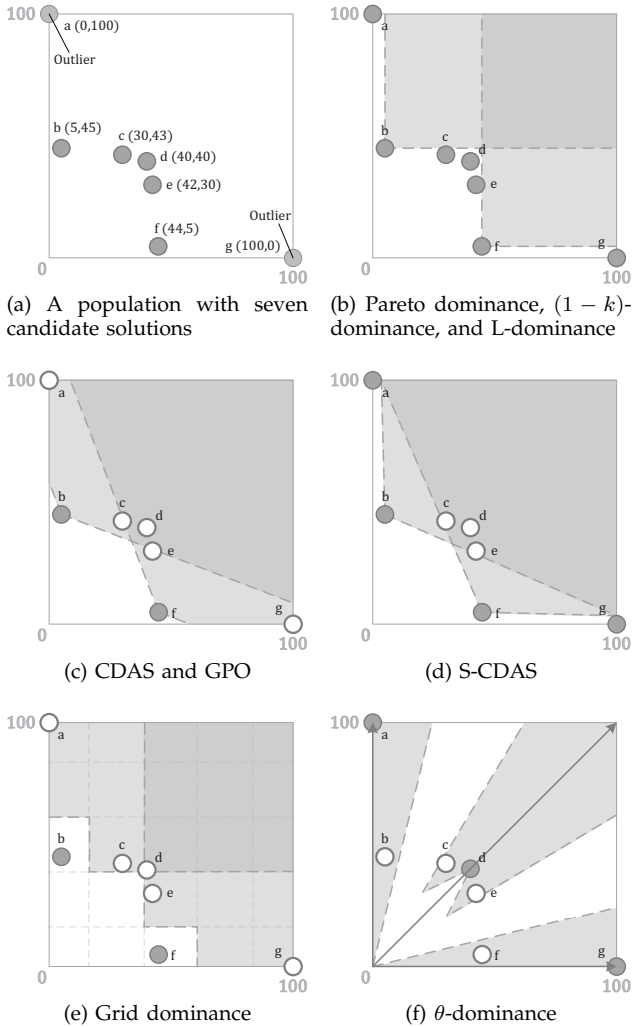 100
a (0,100)
Outlier
b (5,45)
c (30,43)
d (40,40)
e (42,30)
f (44,5)
Outlier
g (100,0)
0
100
(a) A population with seven
candidate solutions
100
a
b
c
d
e
f
g
0
100
(b) Pareto dominance, (1 − k)-
dominance, and L-dominance
100
a
b
c
d
e
f
g
0
100
(c) CDAS and GPO
100
a
b
c
d
e
f
g
0
100
(d) S-CDAS
100
a
b
c
d
e
f
g
0
100
(e) Grid dominance
100
a
b
c
d
e
f
g
0
100
(f) θ-dominance